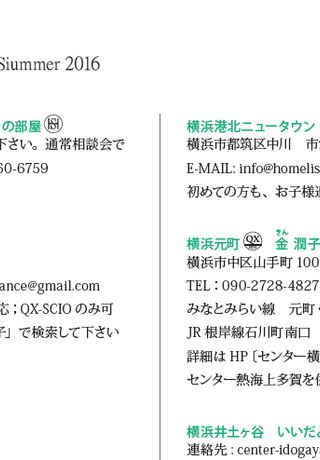 Siummer 2016
の部屋
下さい。通常相談会で
60-6759
ance@gmail.com
応；QX-SCIO のみ可
子」で検索して下さい
横浜港北ニュータウン
横浜市都筑区中川 市
E-MAIL: info@homelis
初めての方も、お子様連
横浜元町 QX 金 潤子
きん
横浜市中区山手町 100
TEL：090-2728-4827
みなとみらい線 元町・
JR 根岸線石川町南口
詳細は HP〔センター横
センター熱海上多賀を
横浜井土ヶ谷 いいだ
連絡先 : center-idogaya